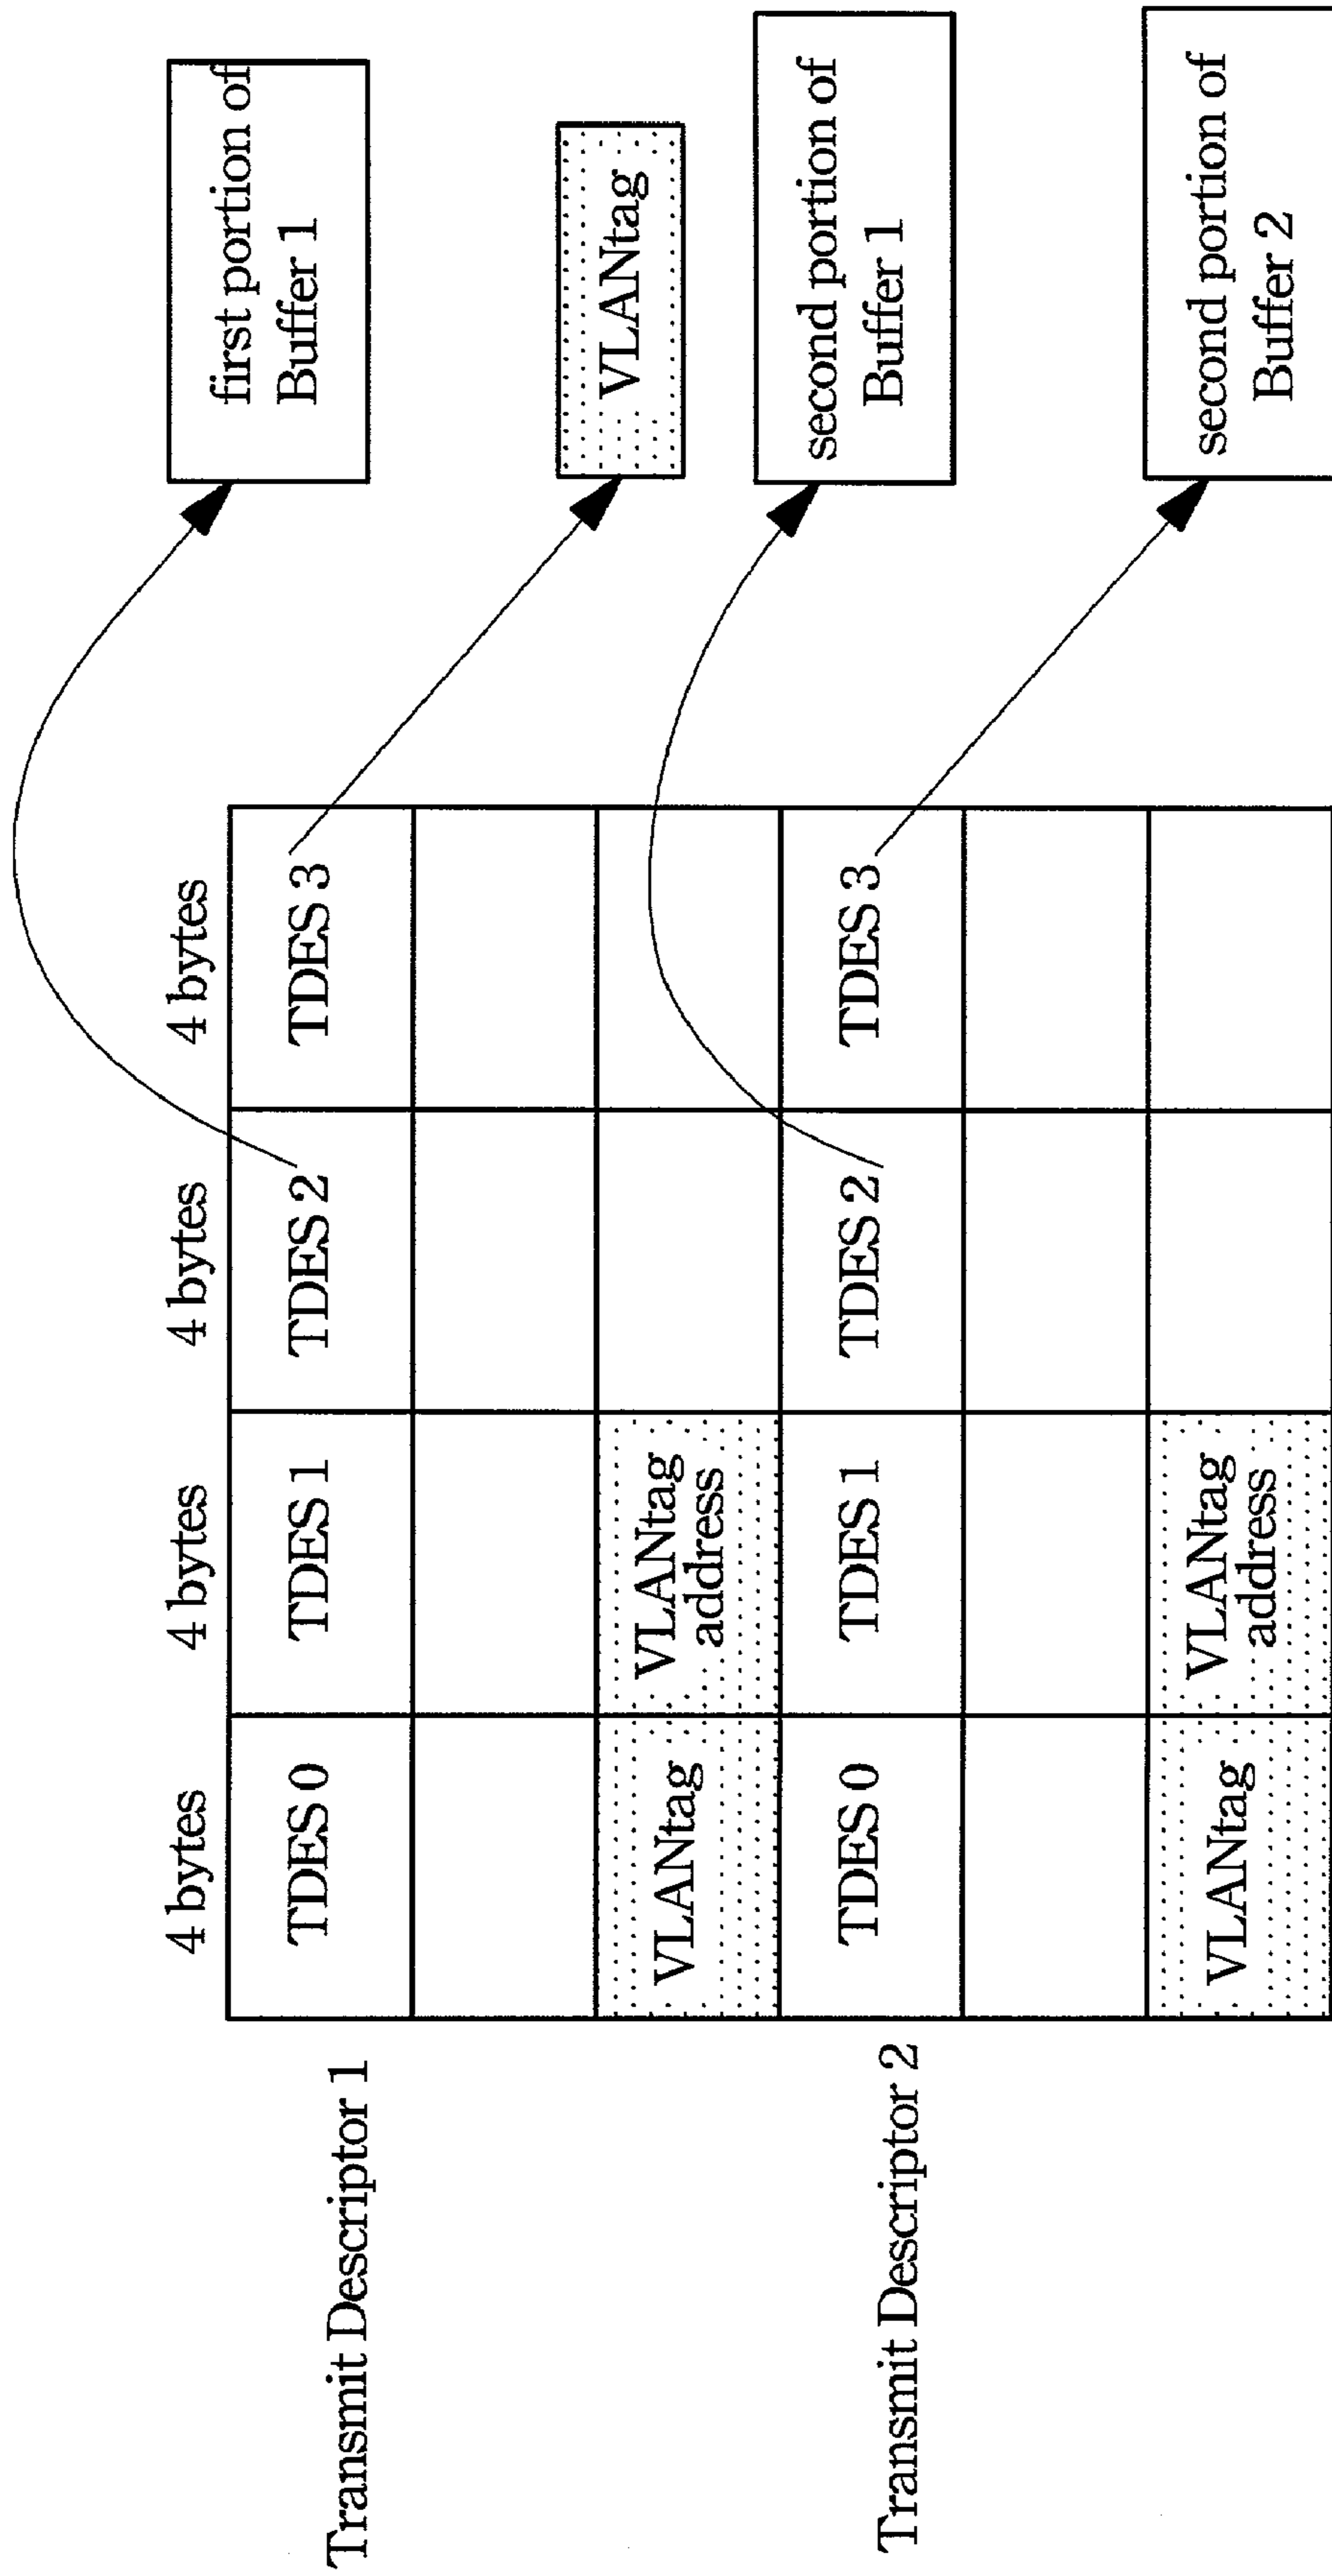 4 bytes
4 bytes
4 bytes
4 bytes
Transmit Descriptor 1
TDES 0
TDES 1
TDES 2
TDES 3
first portion of
Buffer 1
VLANtag
VLANtag
address
VLANtag
Transmit Descriptor 2
TDES 0
TDES 1
TDES 2
TDES 3
second portion of
Buffer 1
VLANtag
VLANtag
address
second portion of
Buffer 2